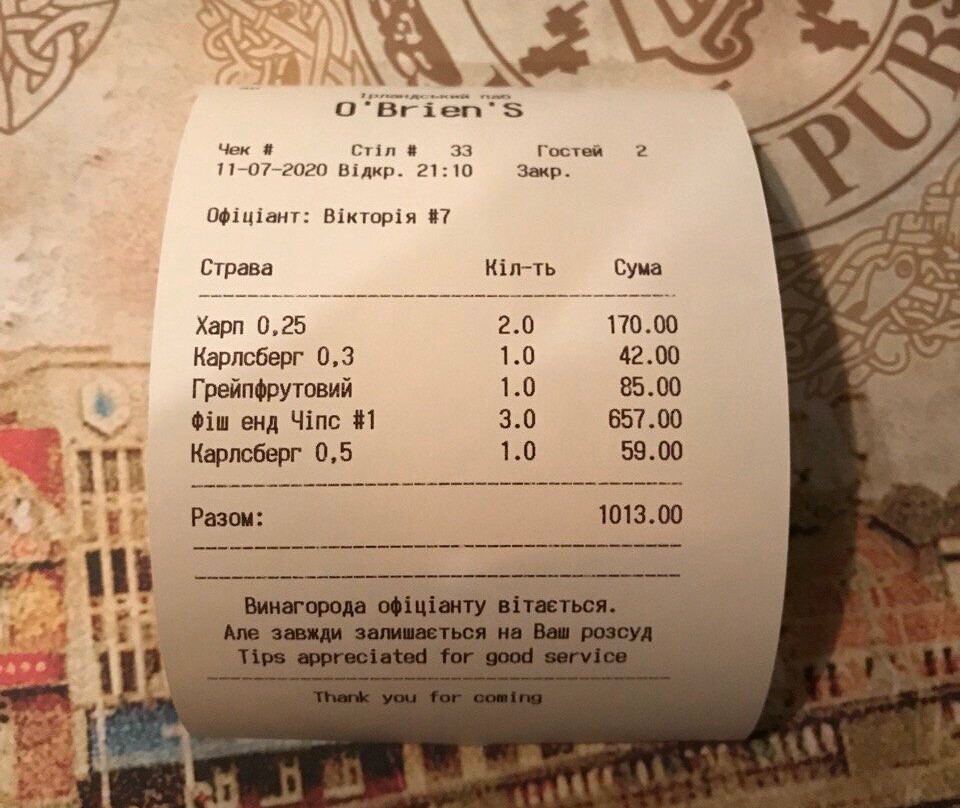 PUBS
Ірландський паб
O'Brien'S
Чек # Стіл # 33 Гостей 2
11-07-2020 Відкр. 21:10 Закр.
Офіціант: Вікторія #7
Страва Кіл-ть Сума
Харп 0,25 2.0 170.00
Карлсберг 0,3 1.0 42.00
Грейпфрутовий 1.0 85.00
Фіш енд Чіпс #1 3.0 657.00
Карлсберг 0,5 1.0 59.00
Разом: 1013.00
Винагорода офіціанту вітається.
Але завжди залишається на Ваш розсуд
Tips appreciated for good service
Thank you for coming